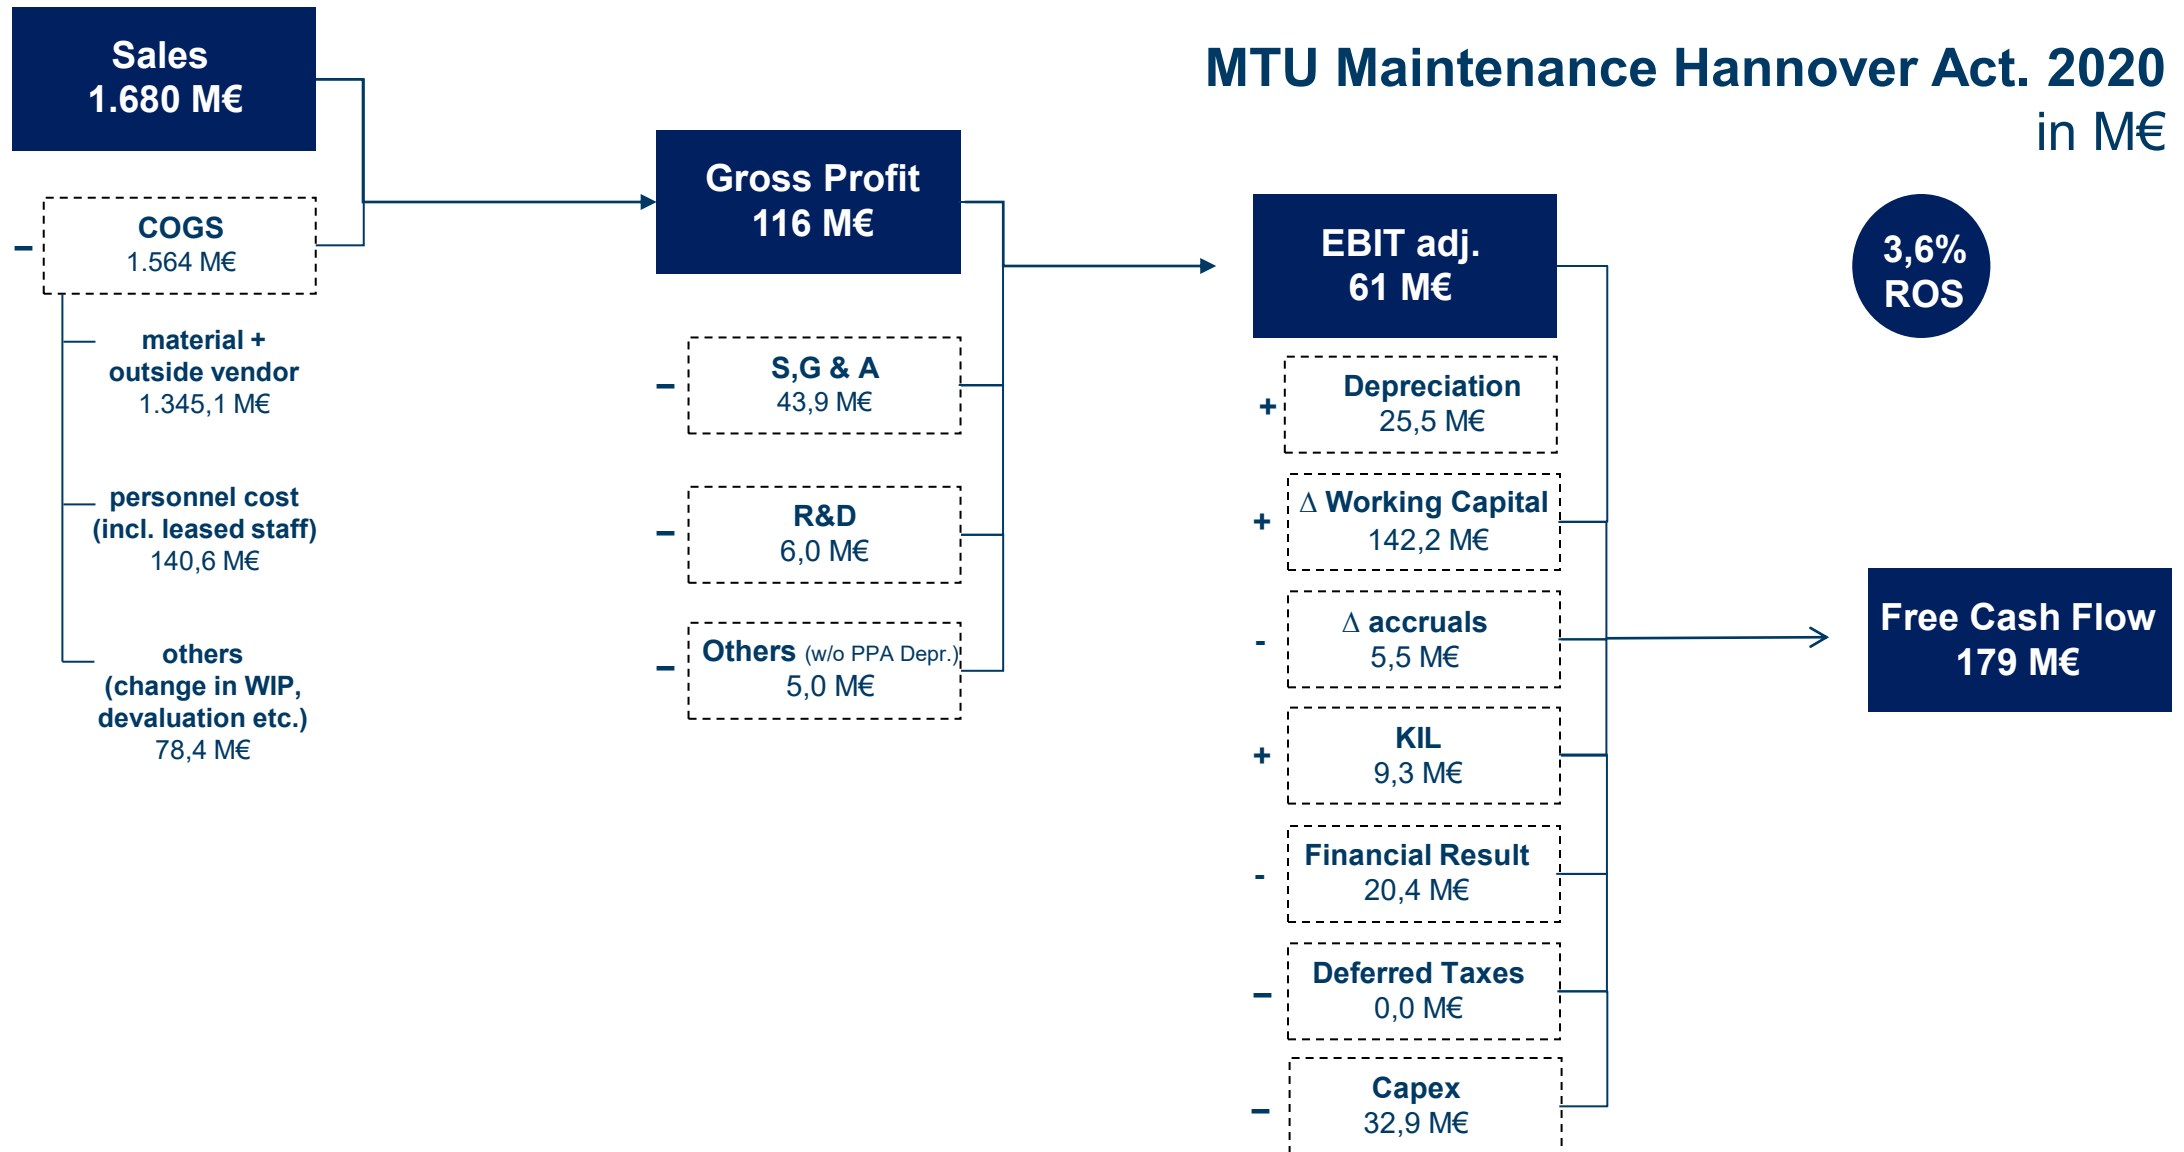 MTU Maintenance Hannover Act. 2020
in M€
Sales
1.680 M€
–
COGS
1.564 M€
material +
outside vendor
1.345,1 M€
personnel cost
(incl. leased staff)
140,6 M€
others
(change in WIP,
devaluation etc.)
78,4 M€
Gross Profit
116 M€
–
S,G & A
43,9 M€
–
R&D
6,0 M€
–
Others (w/o PPA Depr.)
5,0 M€
EBIT adj.
61 M€
+
Depreciation
25,5 M€
+
Δ Working Capital
142,2 M€
-
Δ accruals
5,5 M€
+
KIL
9,3 M€
-
Financial Result
20,4 M€
–
Deferred Taxes
0,0 M€
–
Capex
32,9 M€
3,6%
ROS
Free Cash Flow
179 M€